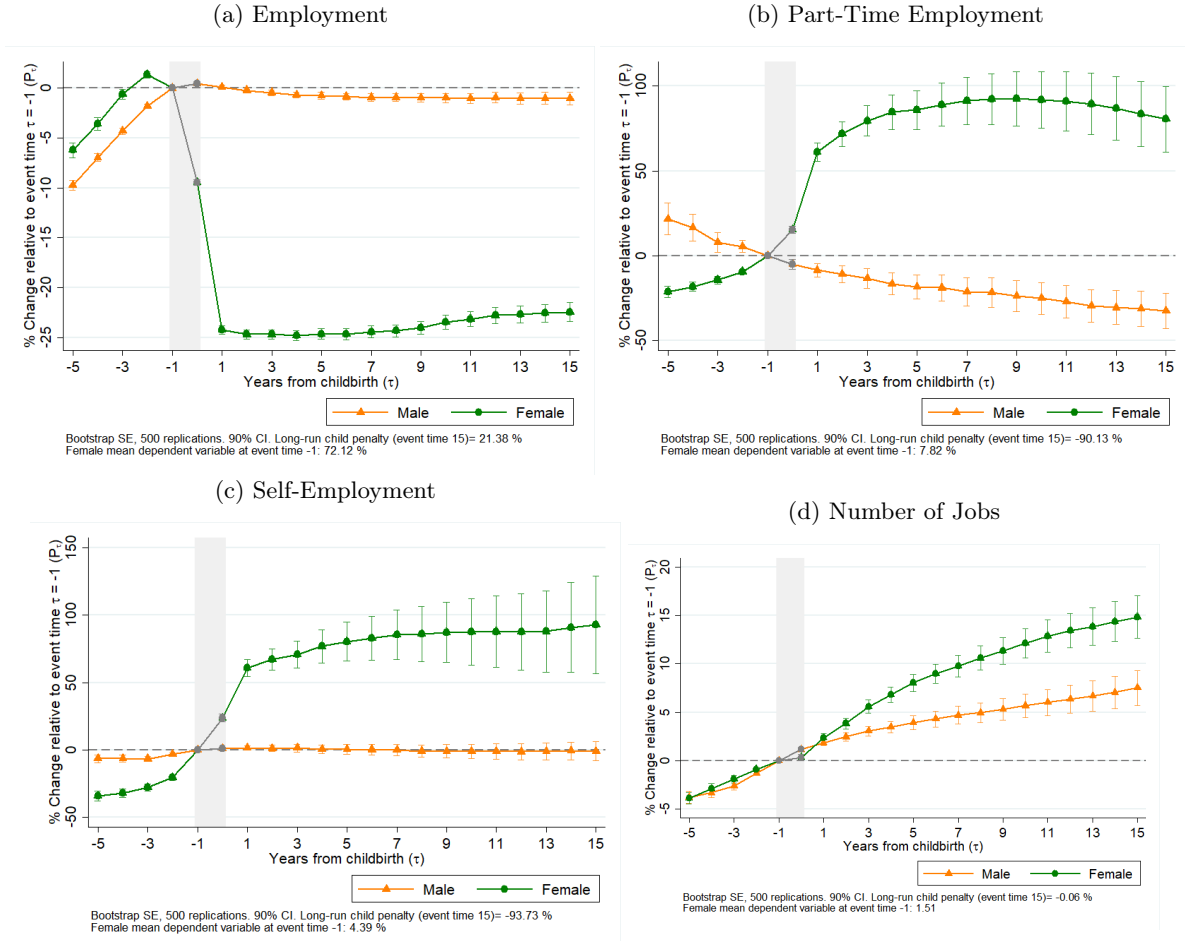 (a) Employment
% Change relative to event time τ = -1 (Pτ)
0
-5
-10
-15
-20
-25
-5 -3 -1 1 3 5 7 9 11 13 15
Years from childbirth (τ)
Male Female
Bootstrap SE, 500 replications. 90% CI. Long-run child penalty (event time 15)= 21.38 %
Female mean dependent variable at event time -1: 72.12 %
(b) Part-Time Employment
% Change relative to event time τ = -1 (Pτ)
100
50
0
-50
-5 -3 -1 1 3 5 7 9 11 13 15
Years from childbirth (τ)
Male Female
Bootstrap SE, 500 replications. 90% CI. Long-run child penalty (event time 15)= -90.13 %
Female mean dependent variable at event time -1: 7.82 %
(c) Self-Employment
% Change relative to event time τ = -1 (Pτ)
150
100
50
0
-50
-5 -3 -1 1 3 5 7 9 11 13 15
Years from childbirth (τ)
Male Female
Bootstrap SE, 500 replications. 90% CI. Long-run child penalty (event time 15)= -93.73 %
Female mean dependent variable at event time -1: 4.39 %
(d) Number of Jobs
% Change relative to event time τ = -1 (Pτ)
20
15
10
5
0
-5
-5 -3 -1 1 3 5 7 9 11 13 15
Years from childbirth (τ)
Male Female
Bootstrap SE, 500 replications. 90% CI. Long-run child penalty (event time 15)= -0.06 %
Female mean dependent variable at event time -1: 1.51